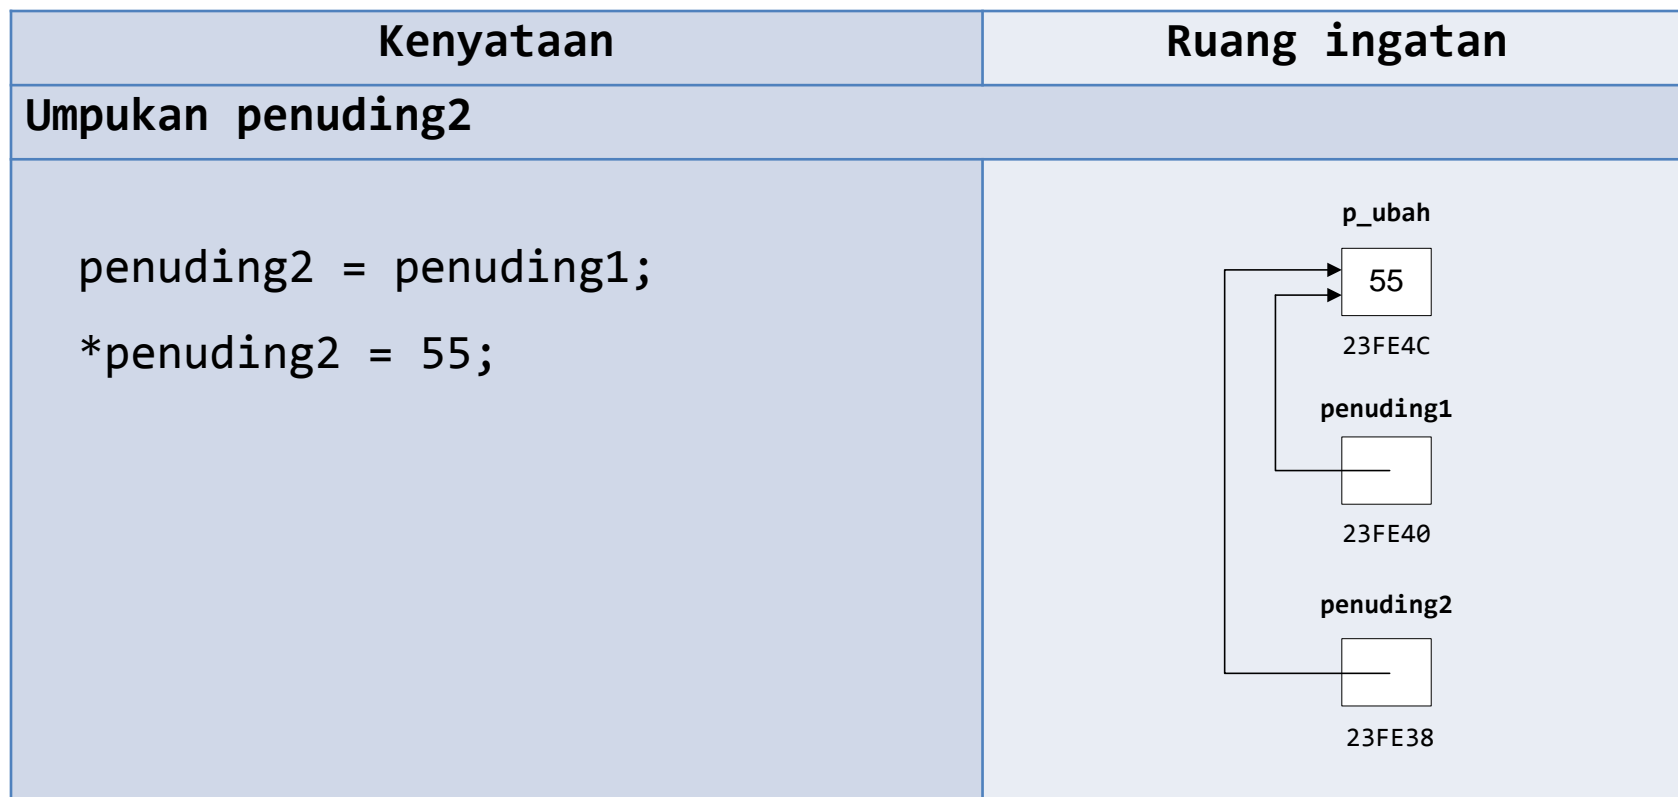 Kenyataan
Ruang ingatan
Umpukan penuding2
penuding2 = penuding1;
*penuding2 = 55;
p_ubah
55
23FE4C
penuding1
23FE40
penuding2
23FE38